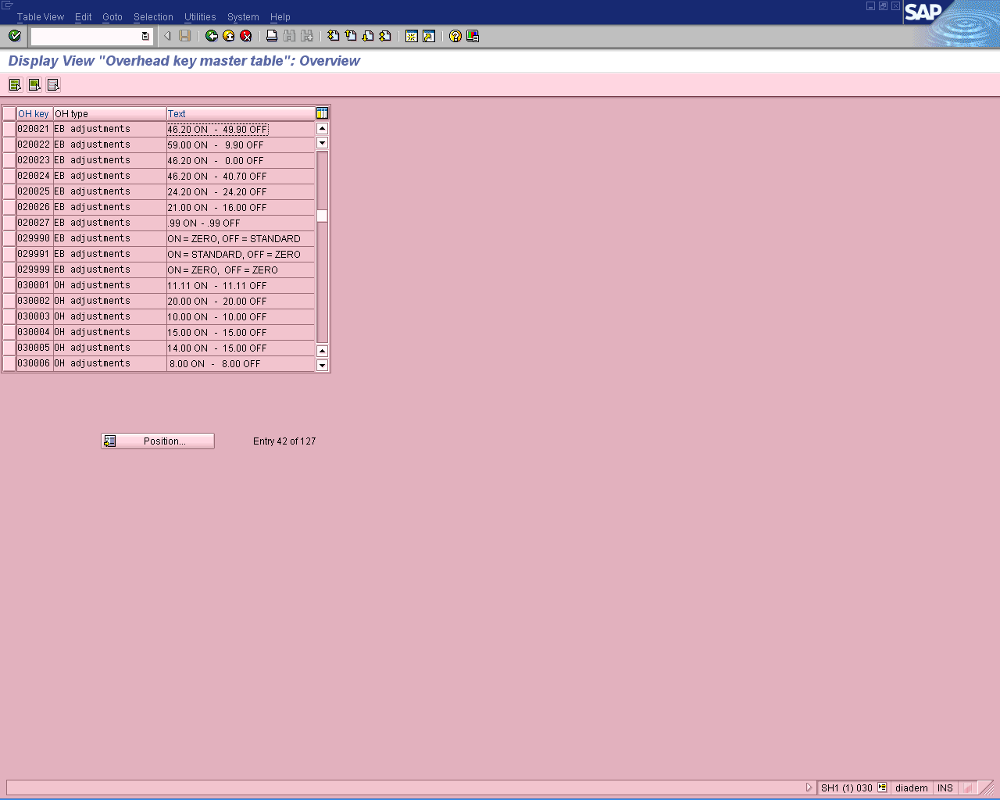 Table View Edit Goto Selection Utilities System Help
SAP
Display View "Overhead key master table": Overview
OH key OH type Text
020021 EB adjustments 46.20 ON - 49.90 OFF
020022 EB adjustments 59.00 ON - 9.90 OFF
020023 EB adjustments 46.20 ON - 0.00 OFF
020024 EB adjustments 46.20 ON - 40.70 OFF
020025 EB adjustments 24.20 ON - 24.20 OFF
020026 EB adjustments 21.00 ON - 16.00 OFF
020027 EB adjustments .99 ON - .99 OFF
029990 EB adjustments ON = ZERO, OFF = STANDARD
029991 EB adjustments ON = STANDARD, OFF = ZERO
029999 EB adjustments ON = ZERO, OFF = ZERO
030001 OH adjustments 11.11 ON - 11.11 OFF
030002 OH adjustments 20.00 ON - 20.00 OFF
030003 OH adjustments 10.00 ON - 10.00 OFF
030004 OH adjustments 15.00 ON - 15.00 OFF
030005 OH adjustments 14.00 ON - 15.00 OFF
030006 OH adjustments 8.00 ON - 8.00 OFF
Position... Entry 42 of 127
SH1 (1) 030 diadem INS